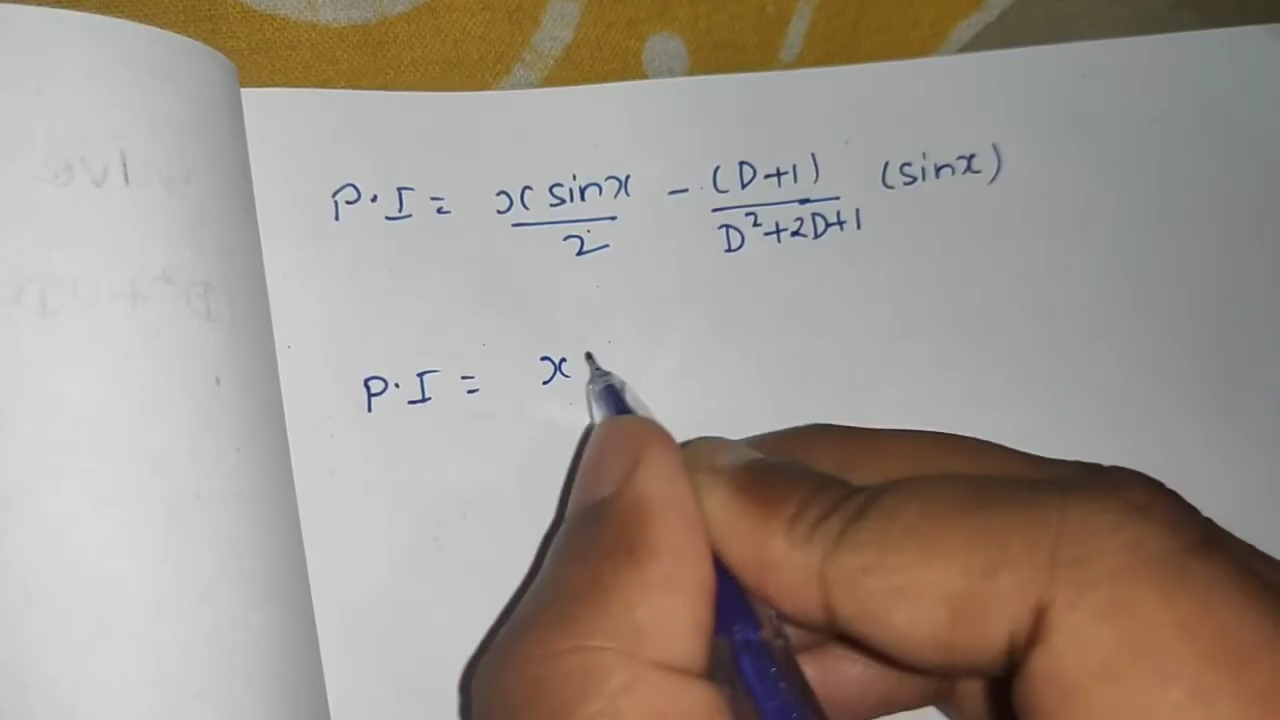 P.I = x sinx / 2 - (D+1) / D²+2D+1 (sinx)
P.I = x